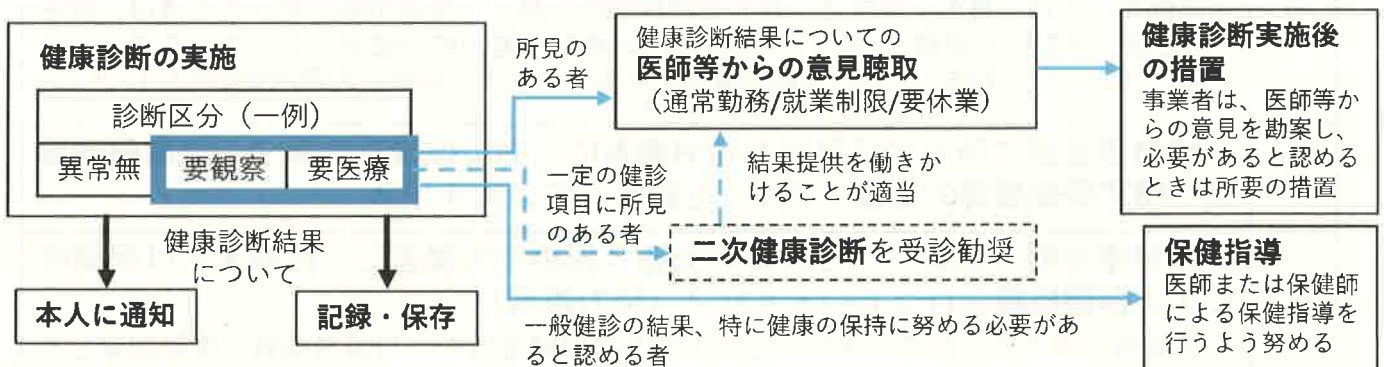 健康診断の実施
診断区分（一例）
異常無
要観察
要医療
健康診断結果
について
本人に通知
記録・保存
所見の
ある者
一定の健診
項目に所見
のある者
健康診断結果についての
医師等からの意見聴取
（通常勤務/就業制限/要休業）
結果提供を働きか
けることが適当
二次健康診断を受診勧奨
一般健診の結果、特に健康の保持に努める必要があ
ると認める者
健康診断実施後
の措置
事業者は、医師等か
らの意見を勘案し、
必要があると認める
ときは所要の措置
保健指導
医師または保健師
による保健指導を
行うよう努める